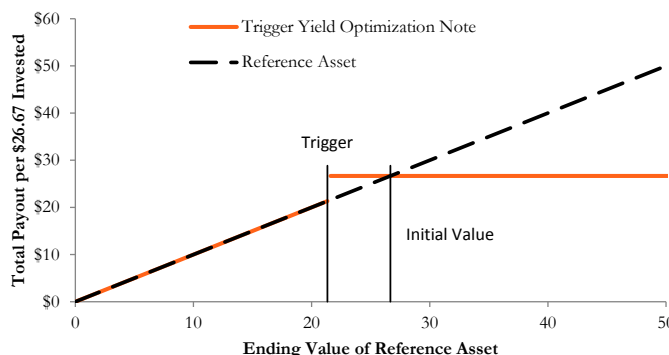 $60
$50
$40
$30
$20
$10
$0
Total Payout per $26.67 Invested
Trigger Yield Optimization Note
Reference Asset
Trigger
Initial Value
0
10
20
30
40
50
Ending Value of Reference Asset